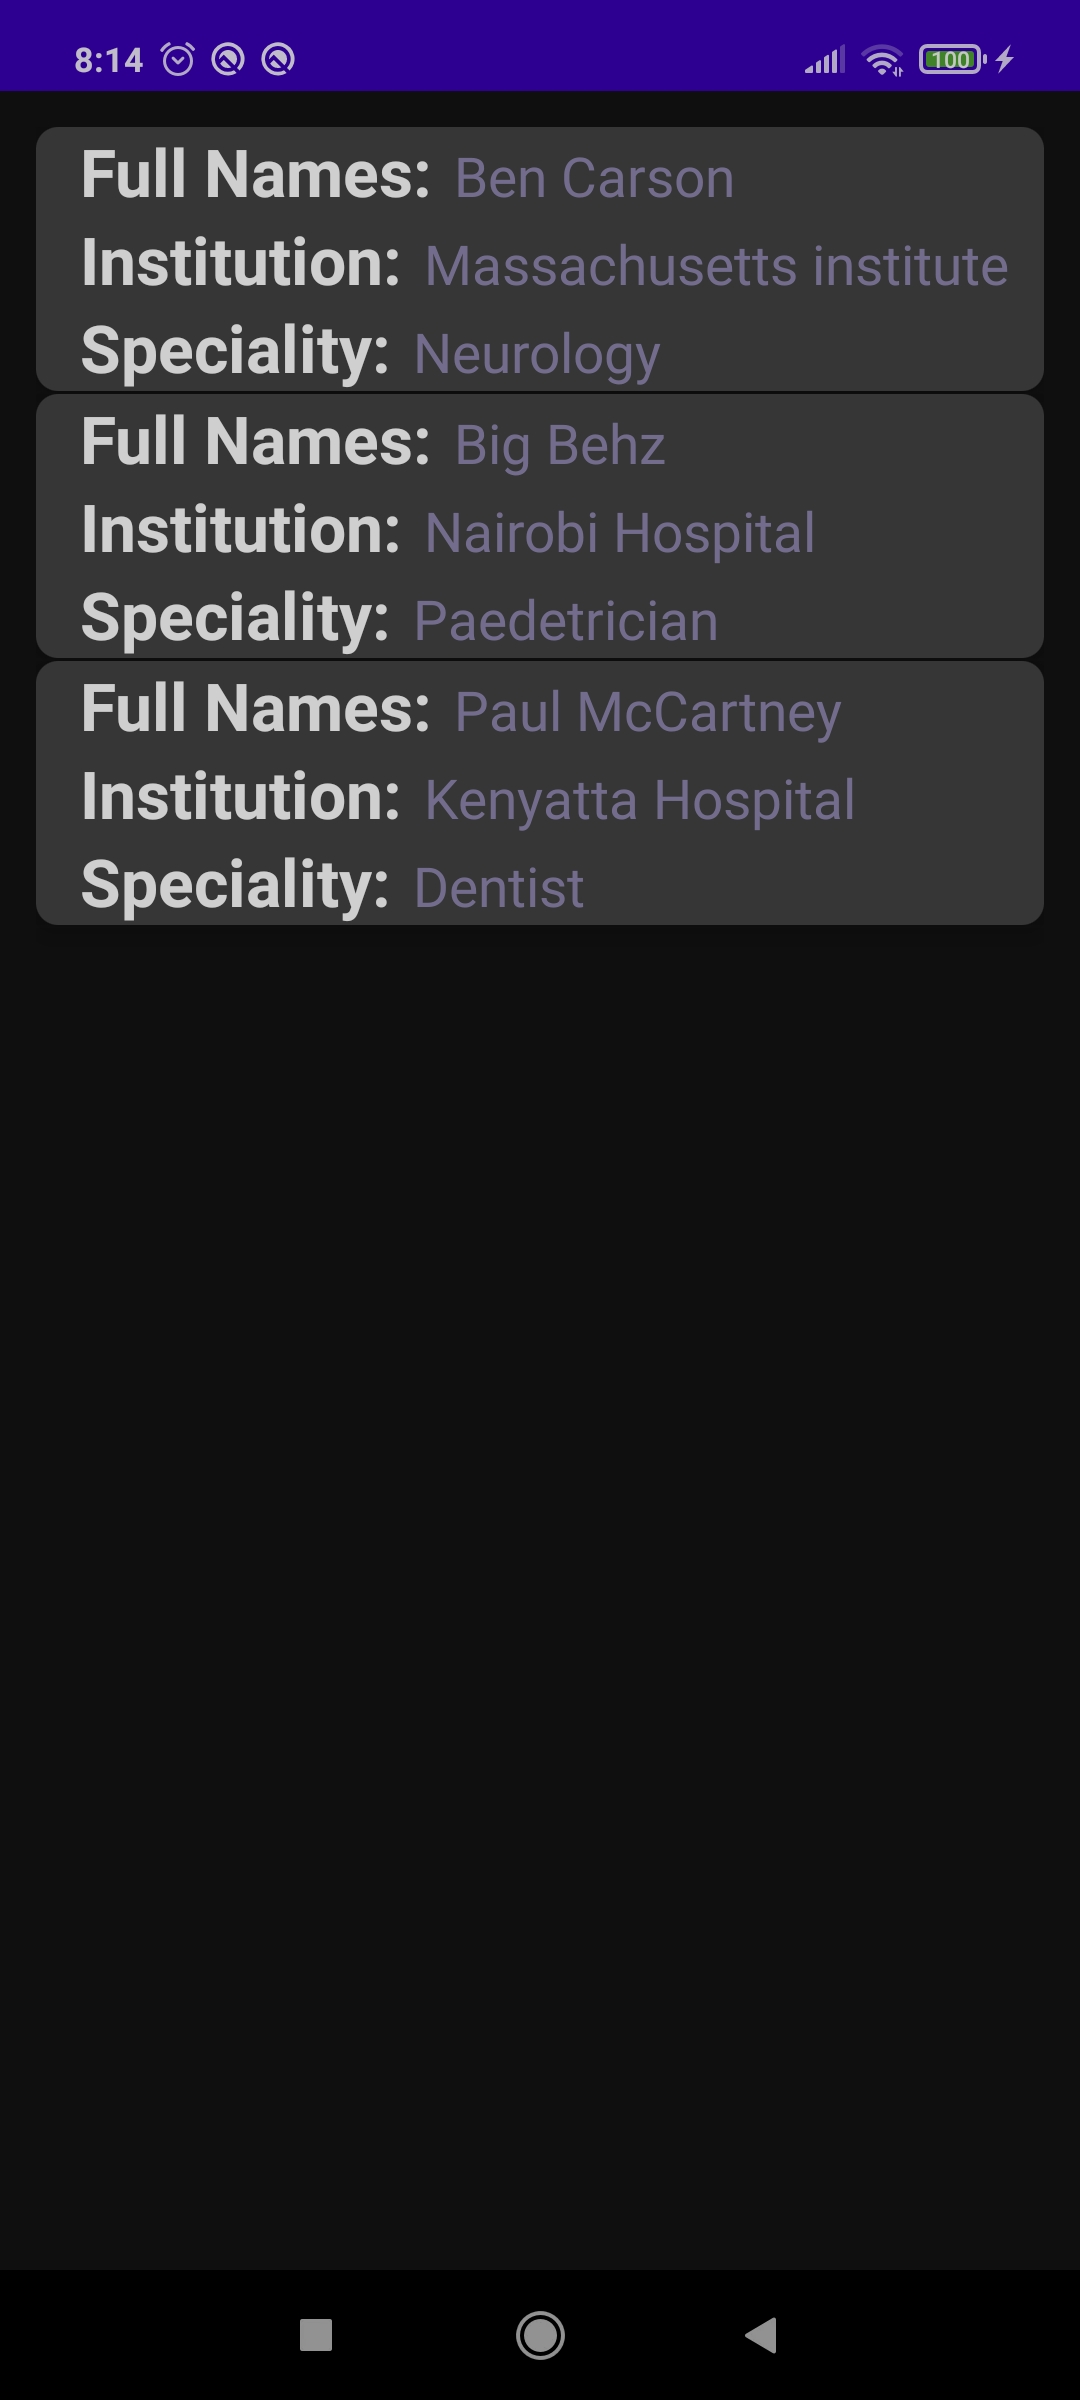 8:14 100
Full Names: Ben Carson
Institution: Massachusetts institute
Speciality: Neurology
Full Names: Big Behz
Institution: Nairobi Hospital
Speciality: Paedetrician
Full Names: Paul McCartney
Institution: Kenyatta Hospital
Speciality: Dentist